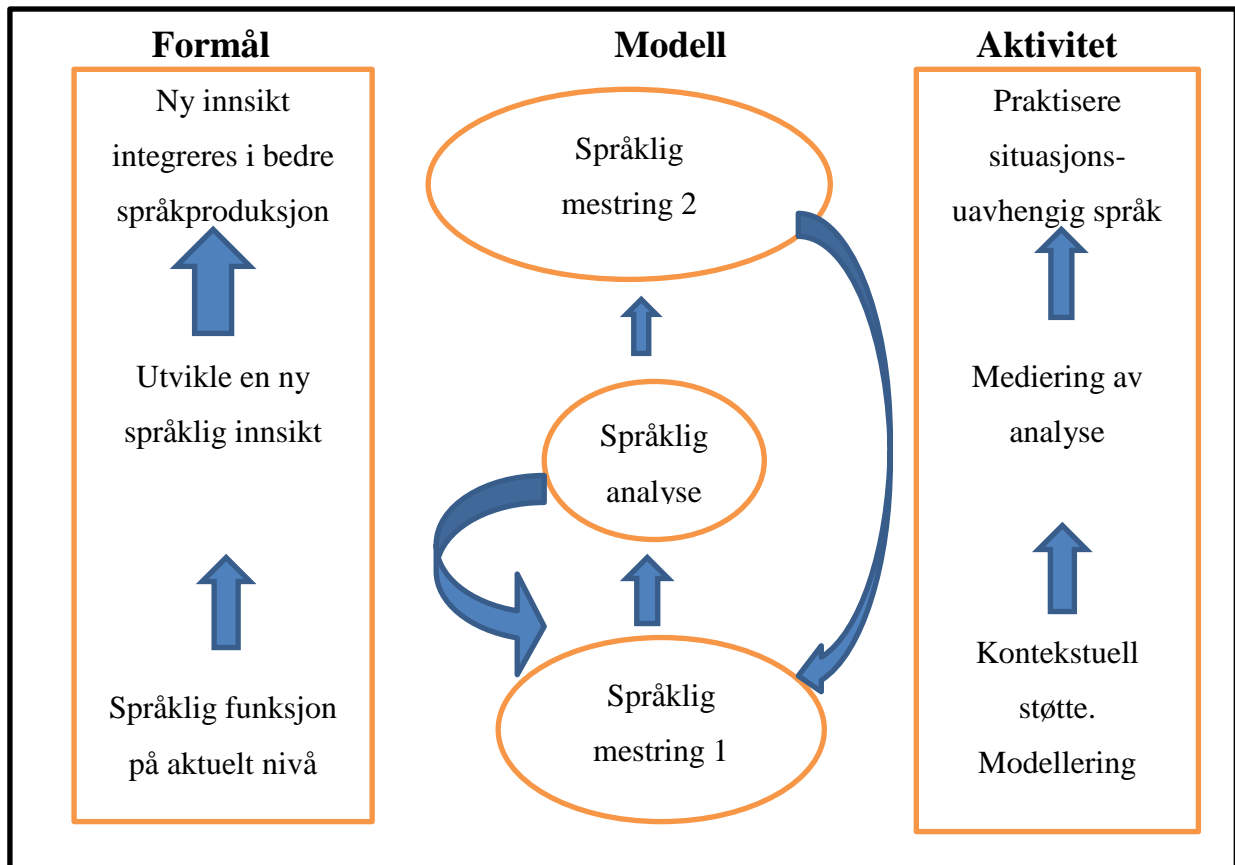 Formål
Ny innsikt
integreres i bedre
språkproduksjon
Utvikle en ny
språklig innsikt
Språklig funksjon
på aktuelt nivå
Modell
Språklig
mestring 2
Språklig
analyse
Språklig
mestring 1
Aktivitet
Praktisere
situasjons-
uavhengig språk
Mediering av
analyse
Kontekstuell
støtte.
Modellering